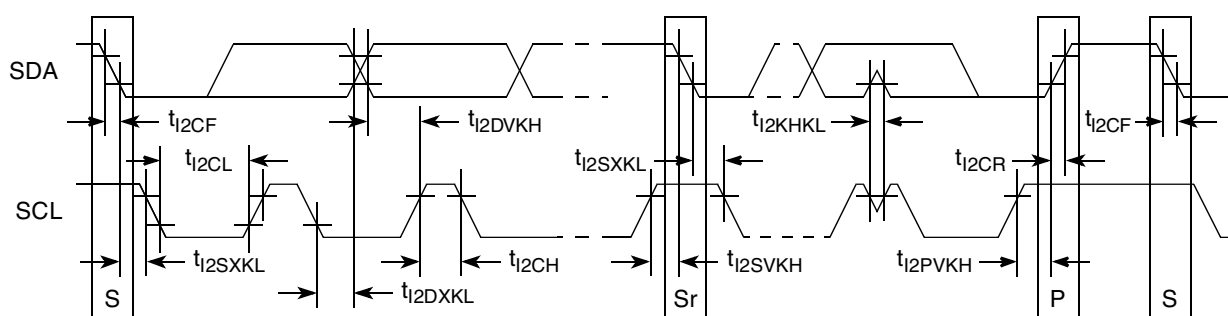 SDA
tI2CF
tI2DVKH
tI2KHKL
tI2CF
tI2CL
tI2SXKL
tI2CR
SCL
tI2SXKL
tI2CH
tI2SVKH
tI2PVKH
tI2DXKL
S
Sr
P
S